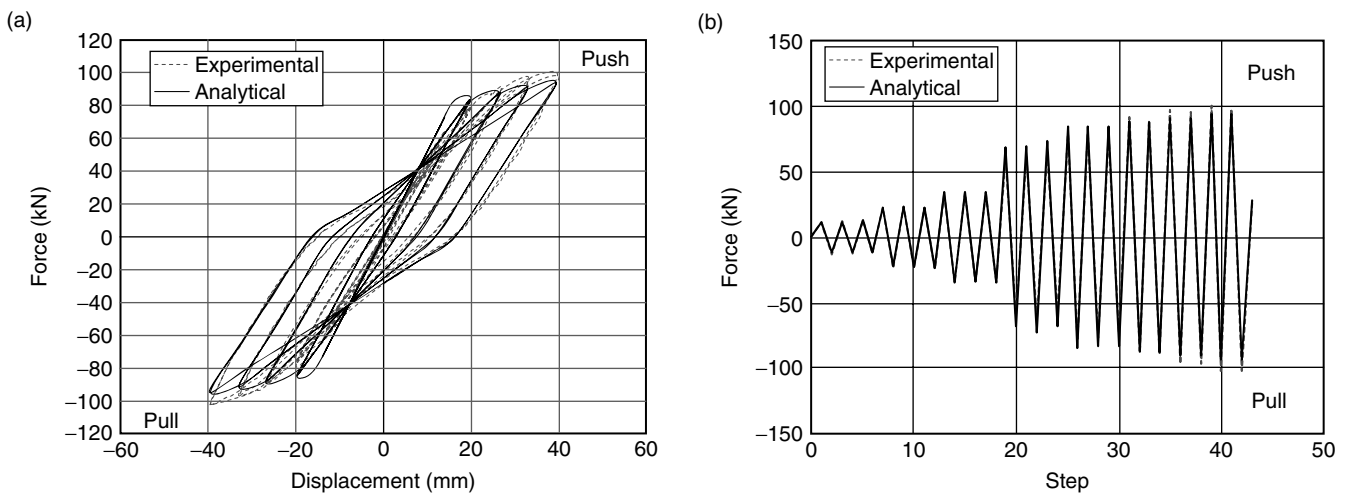 (a)
120
100
80
60
40
20
0
−20
−40
−60
−80
−100
−120
Force (kN)
Experimental
Analytical
Push
Pull
−60 −40 −20 0 20 40 60
Displacement (mm)
(b)
150
100
50
0
−50
−100
−150
Force (kN)
Experimental
Analytical
Push
Pull
0 10 20 30 40 50
Step